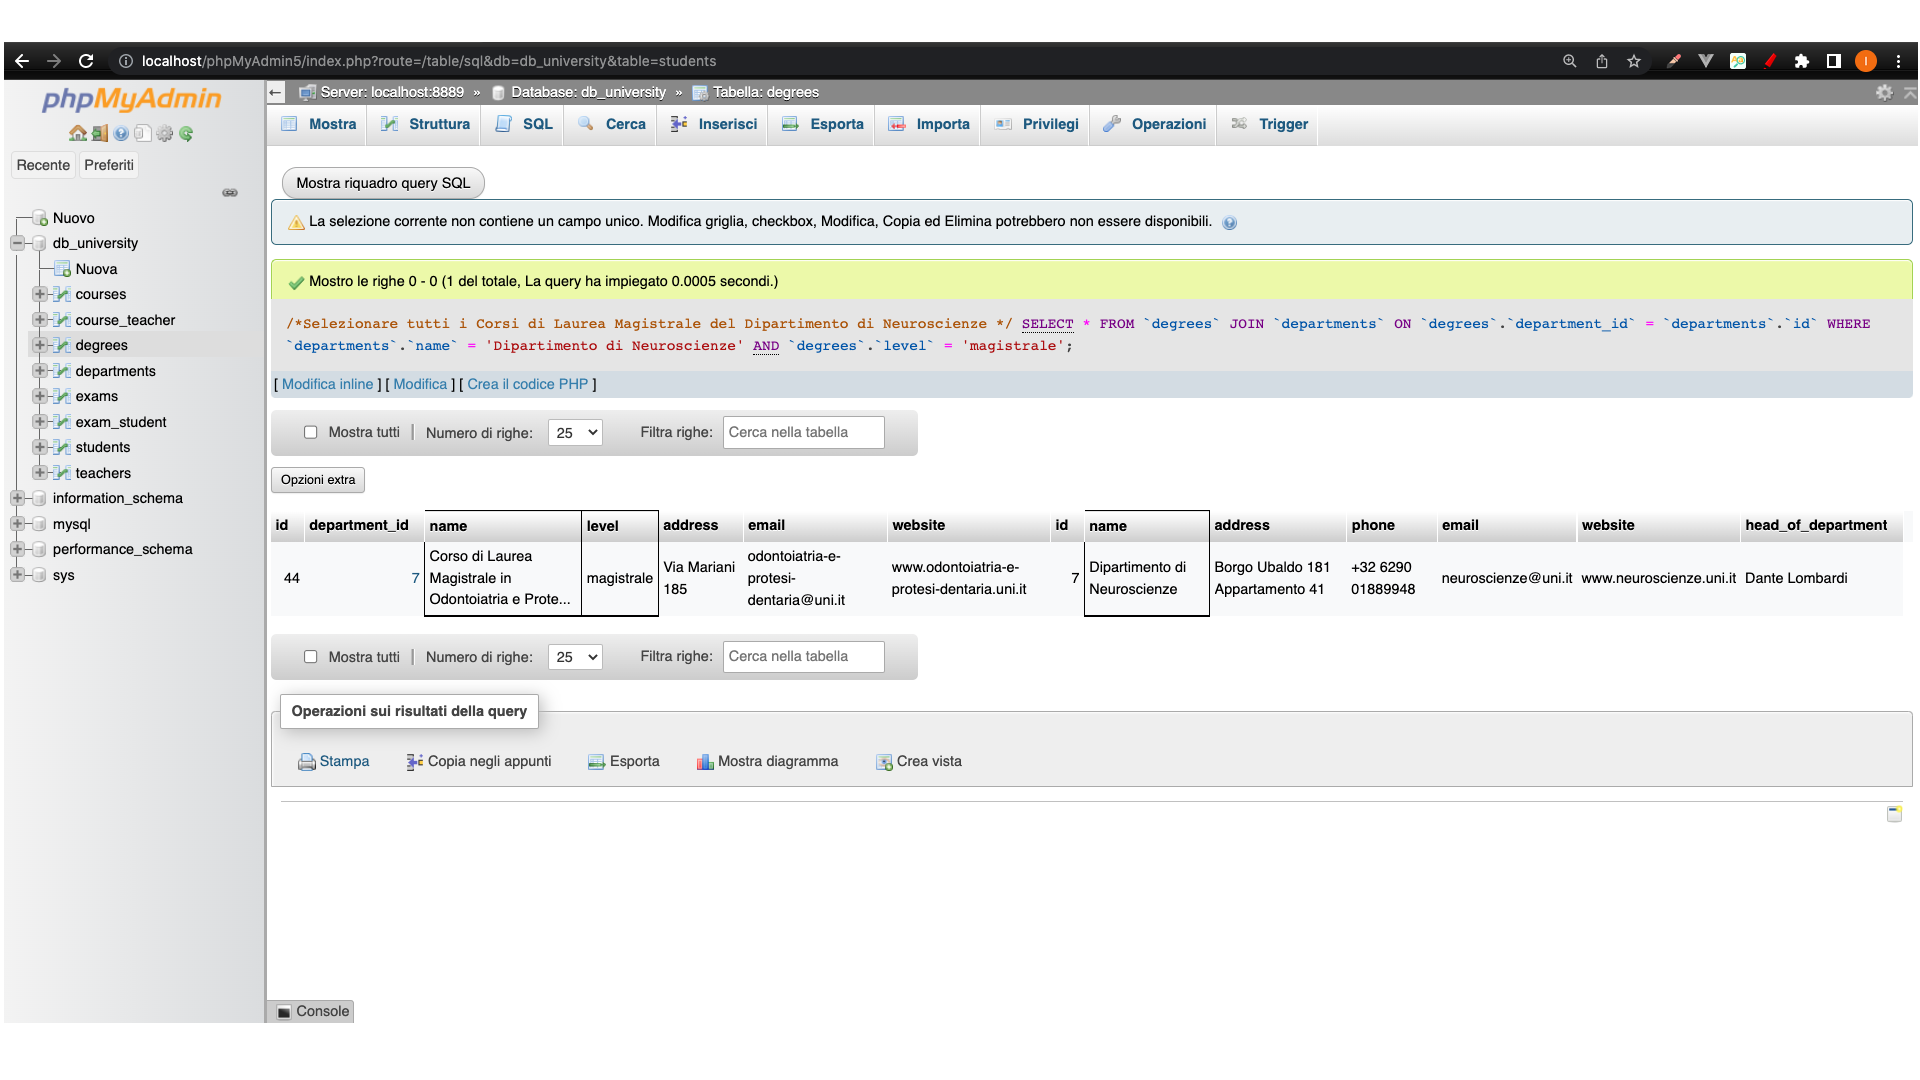 localhost/phpMyAdmin5/index.php?route=/table/sql&db=db_university&table=students
I
phpMyAdmin
Recente Preferiti
Nuovo
db_university
Nuova
courses
course_teacher
degrees
departments
exams
exam_student
students
teachers
information_schema
mysql
performance_schema
sys
Server: localhost:8889 » Database: db_university » Tabella: degrees
Mostra Struttura SQL Cerca Inserisci Esporta Importa Privilegi Operazioni Trigger
Mostra riquadro query SQL
La selezione corrente non contiene un campo unico. Modifica griglia, checkbox, Modifica, Copia ed Elimina potrebbero non essere disponibili.
Mostro le righe 0 - 0 (1 del totale, La query ha impiegato 0.0005 secondi.)
/*Selezionare tutti i Corsi di Laurea Magistrale del Dipartimento di Neuroscienze */ SELECT * FROM `degrees` JOIN `departments` ON `degrees`.`department_id` = `departments`.`id` WHERE
`departments`.`name` = 'Dipartimento di Neuroscienze' AND `degrees`.`level` = 'magistrale';
[ Modifica inline ] [ Modifica ] [ Crea il codice PHP ]
Mostra tutti | Numero di righe: 25 Filtra righe: Cerca nella tabella
Opzioni extra
id department_id name level address email website id name address phone email website head_of_department
44 7 Corso di Laurea Magistrale in Odontoiatria e Prote... magistrale Via Mariani 185 odontoiatria-e-protesi-dentaria@uni.it www.odontoiatria-e-protesi-dentaria.uni.it 7 Dipartimento di Neuroscienze Borgo Ubaldo 181 Appartamento 41 +32 6290 01889948 neuroscienze@uni.it www.neuroscienze.uni.it Dante Lombardi
Mostra tutti | Numero di righe: 25 Filtra righe: Cerca nella tabella
Operazioni sui risultati della query
Stampa Copia negli appunti Esporta Mostra diagramma Crea vista
Console